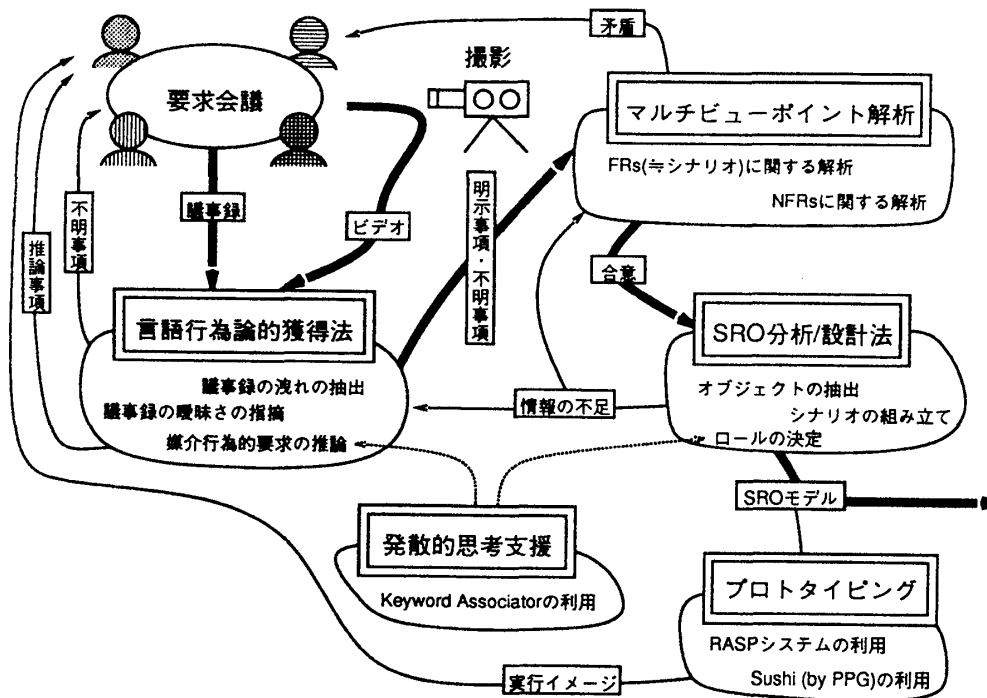 矛盾
撮影
要求会議
マルチビューポイント解析
FRs(≒シナリオ)に関する解析
NFRsに関する解析
議事録
ビデオ
不明事項
推論事項
明示事項・不明事項
合意
言語行為論的獲得法
議事録の洩れの抽出
議事録の曖昧さの指摘
媒介行為的要求の推論
SRO分析/設計法
オブジェクトの抽出
シナリオの組み立て
ロールの決定
情報の不足
SROモデル
発散的思考支援
Keyword Associatorの利用
プロトタイピング
RASPシステムの利用
Sushi (by PPG)の利用
実行イメージ